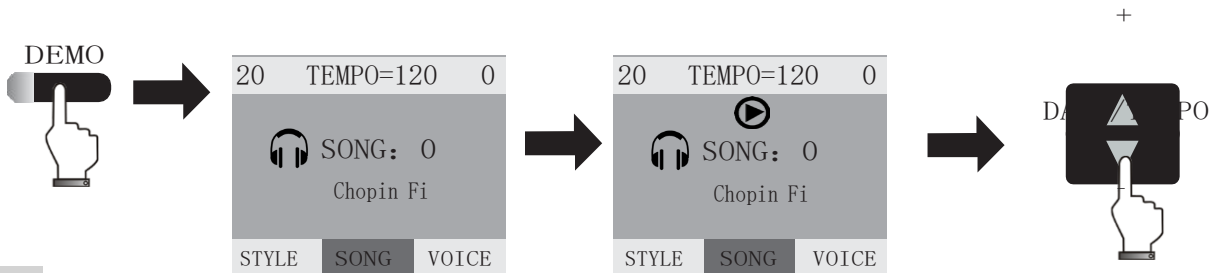 DEMO
20 TEMPO=120 0
SONG: 0
Chopin Fi
STYLE SONG VOICE
20 TEMPO=120 0
SONG: 0
Chopin Fi
STYLE SONG VOICE
+
-